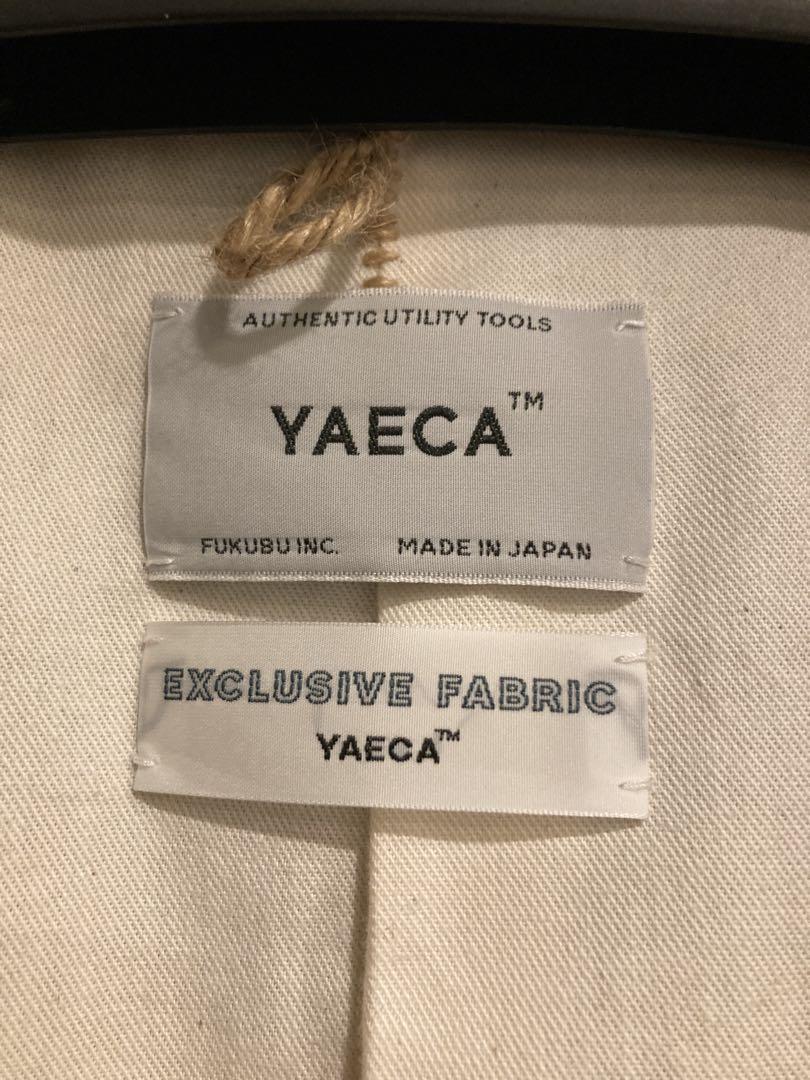 AUTHENTIC UTILITY TOOLS
YAECA™
FUKUBU INC. MADE IN JAPAN
EXCLUSIVE FABRIC
YAECA™